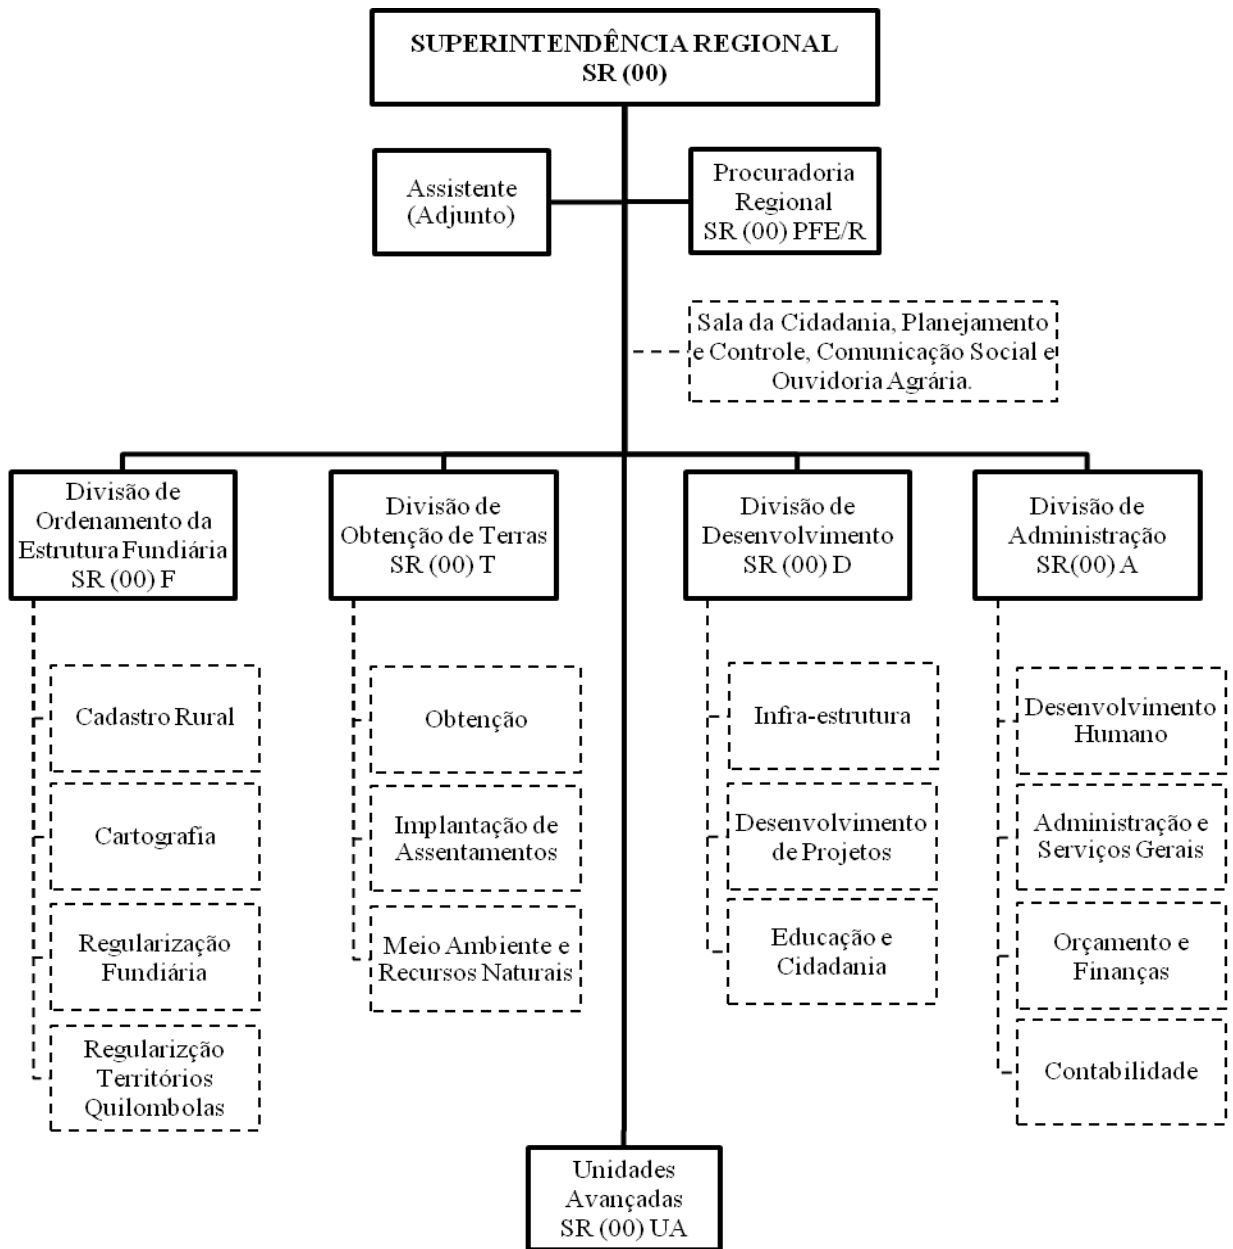 SUPERINTENDÊNCIA REGIONAL
SR (00)
Assistente
(Adjunto)
Procuradoria
Regional
SR (00) PFE/R
Sala da Cidadania, Planejamento
e Controle, Comunicação Social e
Ouvidoria Agrária.
Divisão de
Ordenamento da
Estrutura Fundiária
SR (00) F
Divisão de
Obtenção de Terras
SR (00) T
Divisão de
Desenvolvimento
SR (00) D
Divisão de
Administração
SR(00) A
Cadastro Rural
Cartografia
Regularização
Fundiária
Regularizção
Territórios
Quilombolas
Obtenção
Implantação de
Assentamentos
Meio Ambiente e
Recursos Naturais
Infra-estrutura
Desenvolvimento
de Projetos
Educação e
Cidadania
Desenvolvimento
Humano
Administração e
Serviços Gerais
Orçamento e
Finanças
Contabilidade
Unidades
Avançadas
SR (00) UA